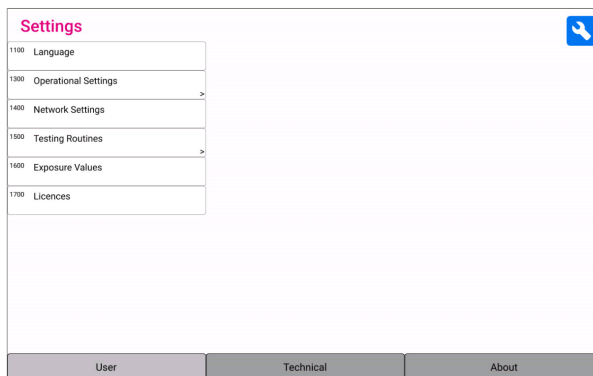 Settings
1100 Language
1300 Operational Settings
>
1400 Network Settings
1500 Testing Routines
>
1600 Exposure Values
1700 Licences
User Technical About